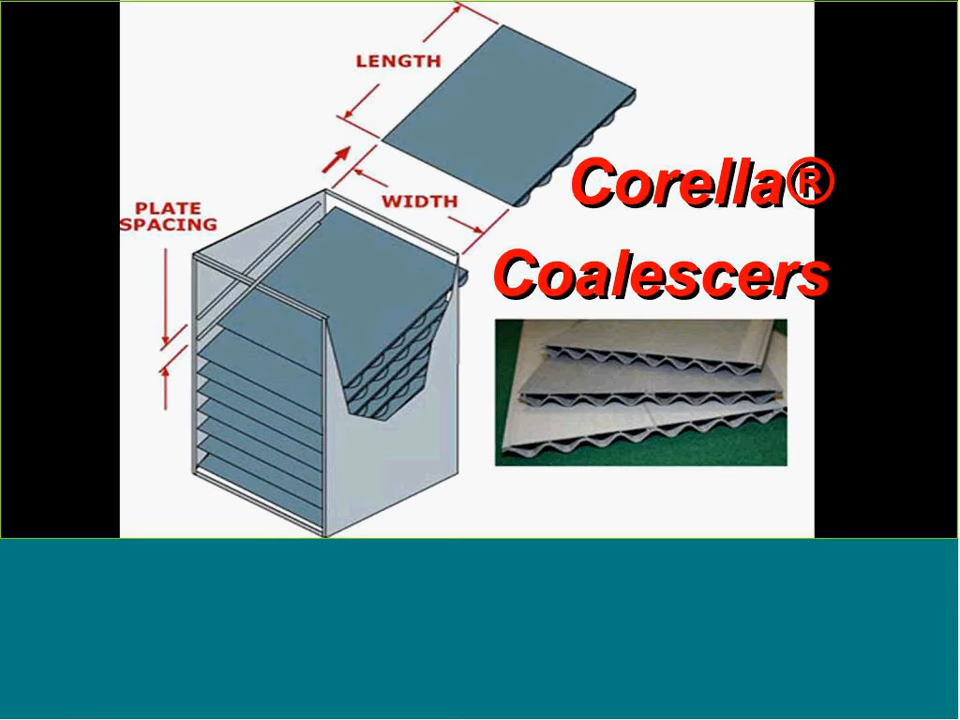 LENGTH
Corella®
WIDTH
PLATE
SPACING
Coalescers